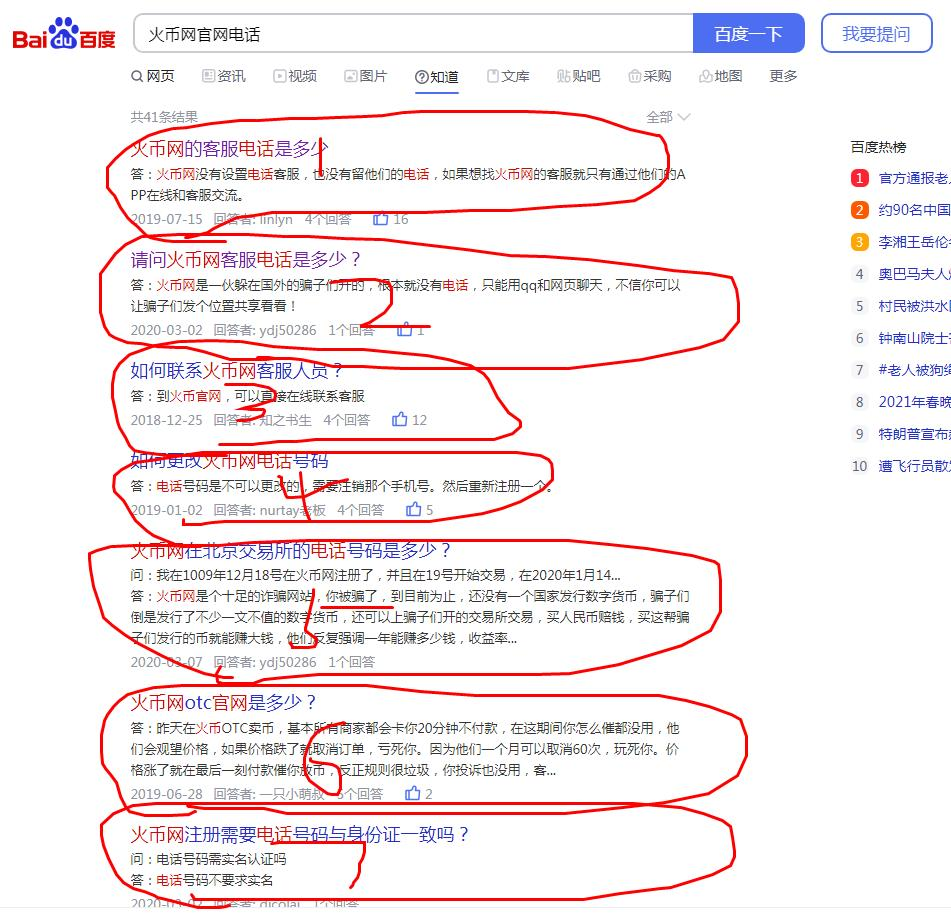 Bai du 百度
火币网官网电话
百度一下
我要提问
网页 资讯 视频 图片 知道 文库 贴吧 采购 地图 更多
共41条结果
全部
火币网的客服电话是多少
答：火币网没有设置电话客服，也没有留他们的电话，如果想找火币网的客服就只有通过他们的A
PP在线和客服交流。
2019-07-15 回答者: linlyn 4个回答 16
请问火币网客服电话是多少？
答：火币网是一伙躲在国外的骗子们开的，根本就没有电话，只能用qq和网页聊天，不信你可以
让骗子们发个位置共享看看！
2020-03-02 回答者: ydj50286 1个回答 1
2
如何联系火币网客服人员？
答：到火币官网，可以直接在线联系客服
2018-12-25 回答者: 知之书生 4个回答 12
3
如何更改火币网电话号码
答：电话号码是不可以更改的，需要注销那个手机号。然后重新注册一个。
2019-01-02 回答者: nurtay老板 4个回答 5
4
火币网在北京交易所的电话号码是多少？
问：我在1009年12月18号在火币网注册了，并且在19号开始交易，在2020年1月14...
答：火币网是个十足的诈骗网站，你被骗了，到目前为止，还没有一个国家发行数字货币，骗子们
倒是发行了不少一文不值的数字货币，还可以上骗子们开的交易所交易，买人民币赔钱，买这帮骗
子们发行的币就能赚大钱，他们反复强调一年能赚多少钱，收益率...
2020-03-07 回答者: ydj50286 1个回答
5
火币网otc官网是多少？
答：昨天在火币OTC卖币，基本所有商家都会卡你20分钟不付款，在这期间你怎么催都没用，他
们会观望价格，如果价格跌了就取消订单，亏死你。因为他们一个月可以取消60次，玩死你。价
格涨了就在最后一刻付款催你放币，反正规则很垃圾，你投诉也没用，客...
2019-06-28 回答者: 一只小萌叔 5个回答 2
6
火币网注册需要电话号码与身份证一致吗？
问：电话号码需实名认证吗
答：电话号码不要求实名
7
百度热榜
1 官方通报老
2 约90名中国
3 李湘王岳伦
4 奥巴马夫人
5 村民被洪水
6 钟南山院士
7 #老人被狗
8 2021年春晚
9 特朗普宣布
10 遭飞行员